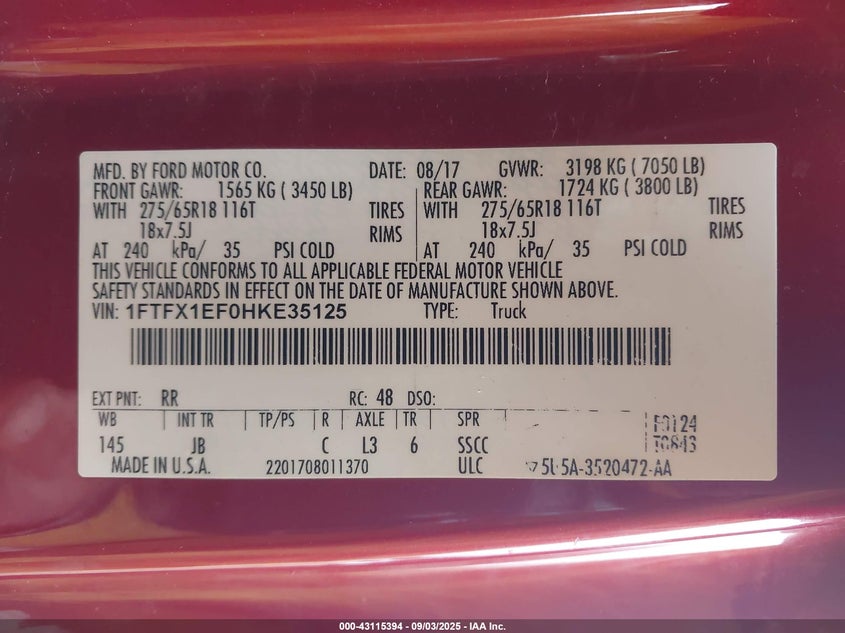 MFD. BY FORD MOTOR CO. DATE: 08/17 GVWR: 3198 KG ( 7050 LB)
FRONT GAWR: 1565 KG ( 3450 LB) REAR GAWR: 1724 KG ( 3800 LB)
WITH 275/65R18 116T TIRES WITH 275/65R18 116T TIRES
18x7.5J RIMS 18x7.5J RIMS
AT 240 kPa/ 35 PSI COLD AT 240 kPa/ 35 PSI COLD
THIS VEHICLE CONFORMS TO ALL APPLICABLE FEDERAL MOTOR VEHICLE
SAFETY STANDARDS IN EFFECT ON THE DATE OF MANUFACTURE SHOWN ABOVE.
VIN: 1FTFX1EF0HKE35125 TYPE: Truck
EXT PNT: RR RC: 48 DSO:
WB INT TR TP/PS R AXLE TR SPR
145 JB C L3 6 SSCC
MADE IN U.S.A. 2201708011370 ULC
000-43115394 - 09/03/2025 - IAA Inc.